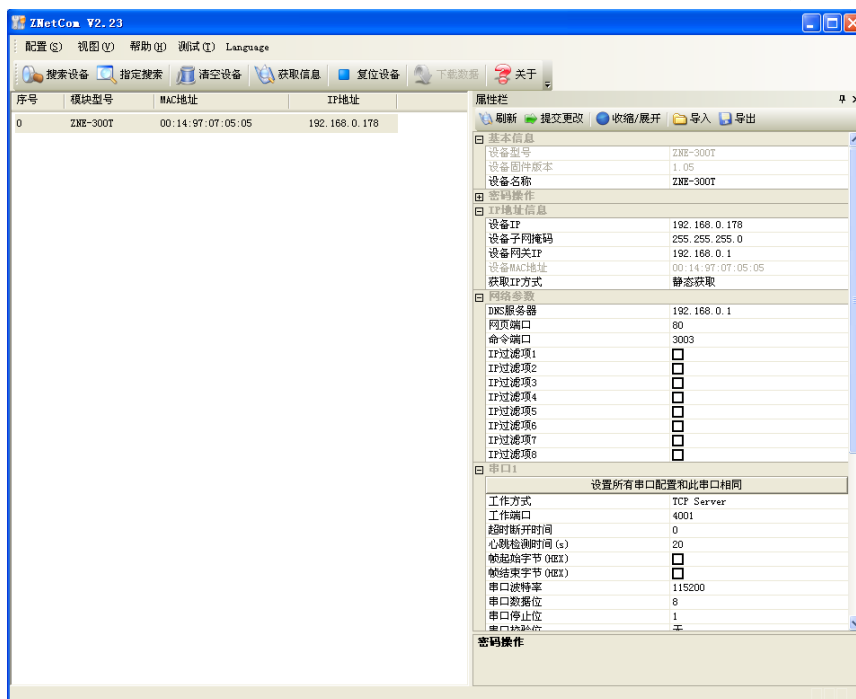 ZNetCom V2.23
配置(S) 视图(V) 帮助(H) 测试(T) Language
搜索设备 指定搜索 清空设备 获取信息 复位设备 下载数据 关于
序号 模块型号 MAC地址 IP地址
0 ZNE-300T 00:14:97:07:05:05 192.168.0.178
属性栏
刷新 提交更改 收缩/展开 导入 导出
基本信息
设备型号 ZNE-300T
设备固件版本 1.05
设备名称 ZNE-300T
密码操作
IP地址信息
设备IP 192.168.0.178
设备子网掩码 255.255.255.0
设备网关IP 192.168.0.1
设备MAC地址 00:14:97:07:05:05
获取IP方式 静态获取
网络参数
DNS服务器 192.168.0.1
网页端口 80
命令端口 3003
IP过滤项1
IP过滤项2
IP过滤项3
IP过滤项4
IP过滤项5
IP过滤项6
IP过滤项7
IP过滤项8
串口1
设置所有串口配置和此串口相同
工作方式 TCP Server
工作端口 4001
超时断开时间 0
心跳检测时间(s) 20
帧起始字节(HEX)
帧结束字节(HEX)
串口波特率 115200
串口数据位 8
串口停止位 1
串口校验位 无
密码操作